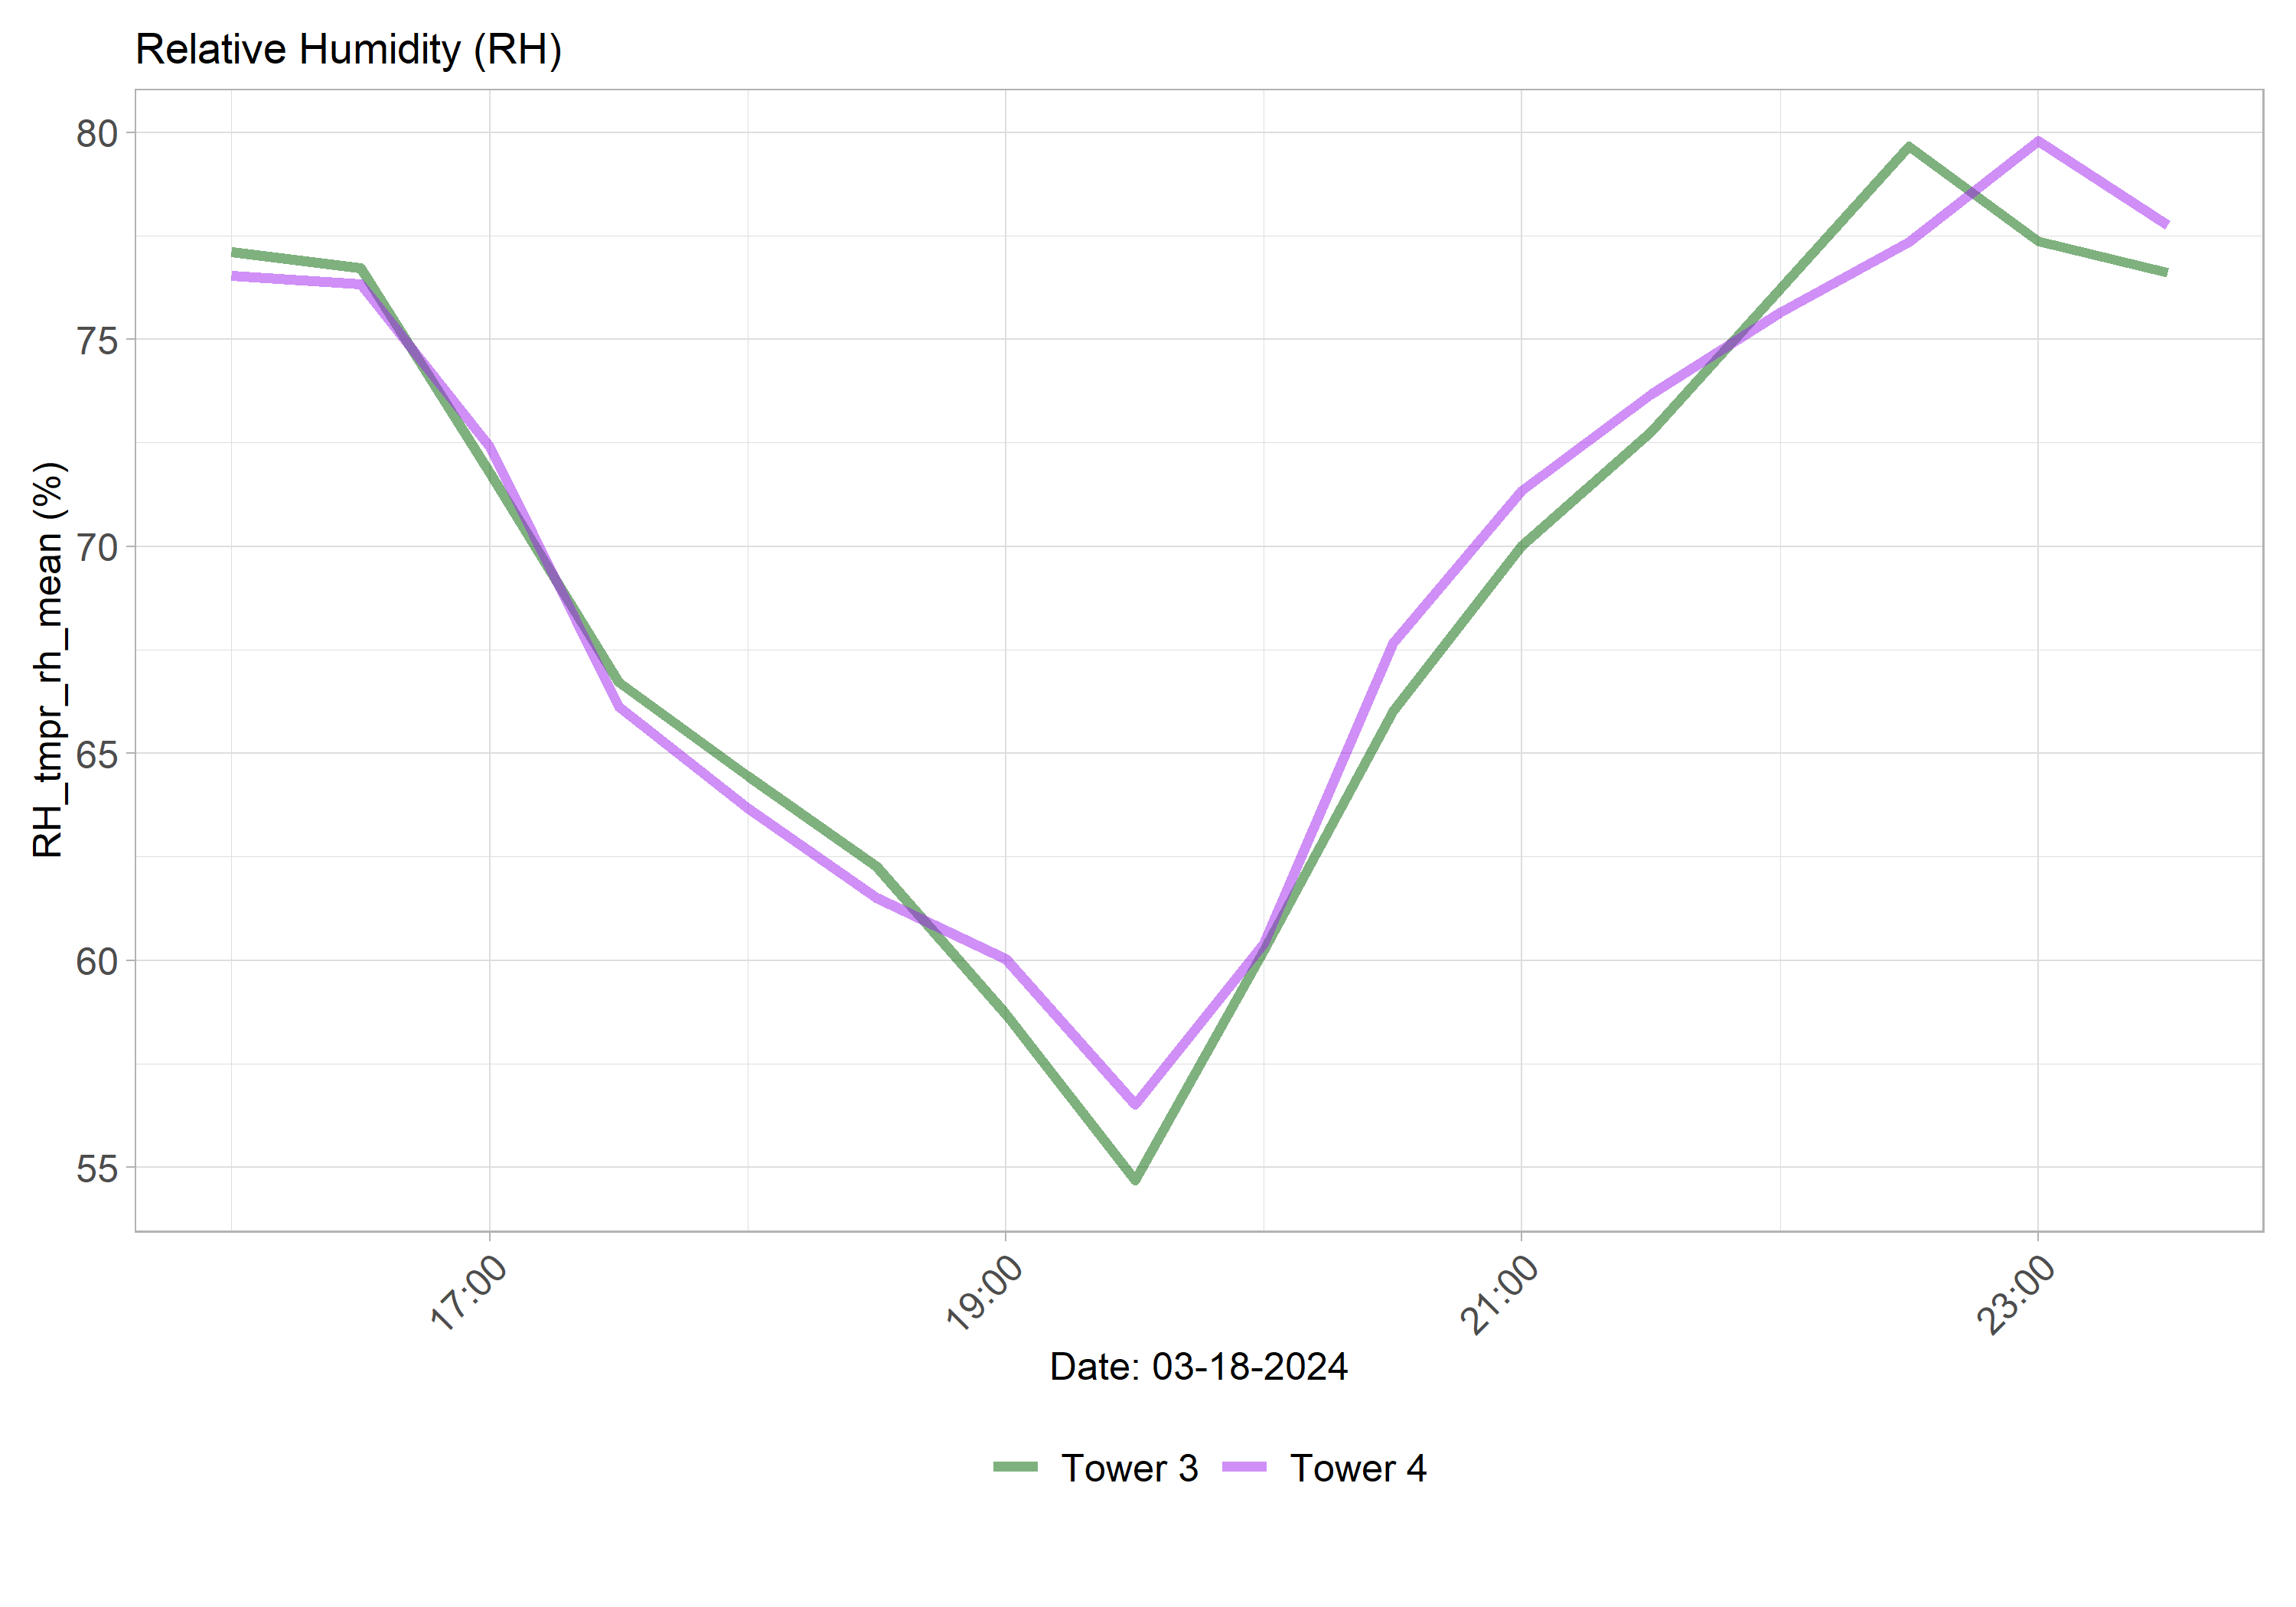 Relative Humidity (RH)
RH_tmpr_rh_mean (%)
80
75
70
65
60
55
17:00
19:00
21:00
23:00
Date: 03-18-2024
Tower 3
Tower 4